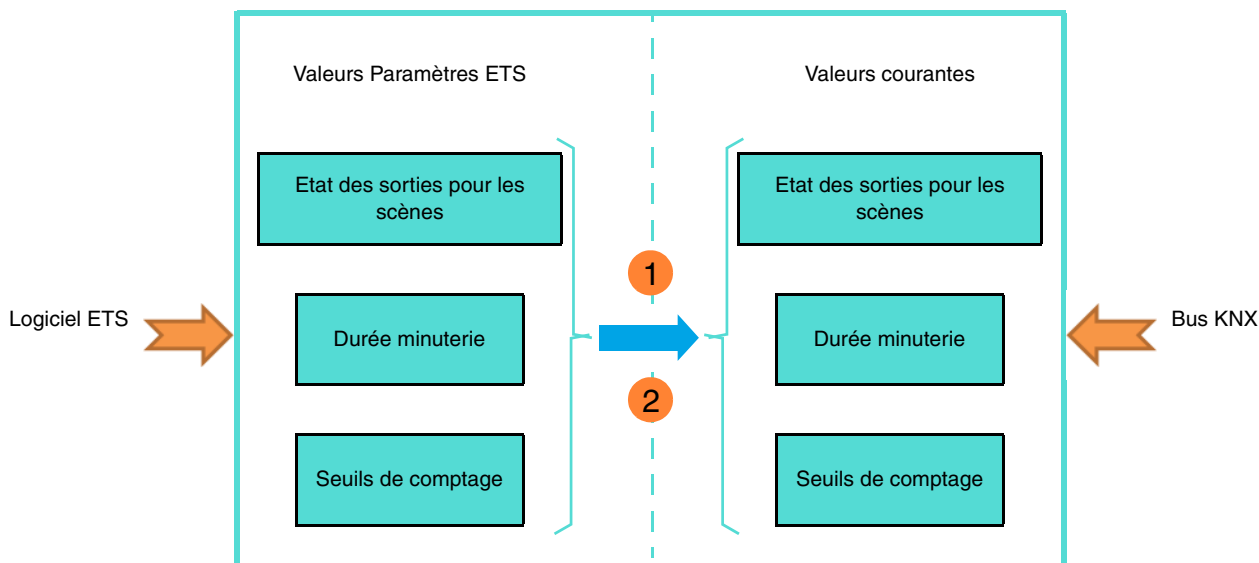 Valeurs Paramètres ETS
Valeurs courantes
Etat des sorties pour les
scènes
Etat des sorties pour les
scènes
1
Logiciel ETS
Durée minuterie
Durée minuterie
Bus KNX
2
Seuils de comptage
Seuils de comptage